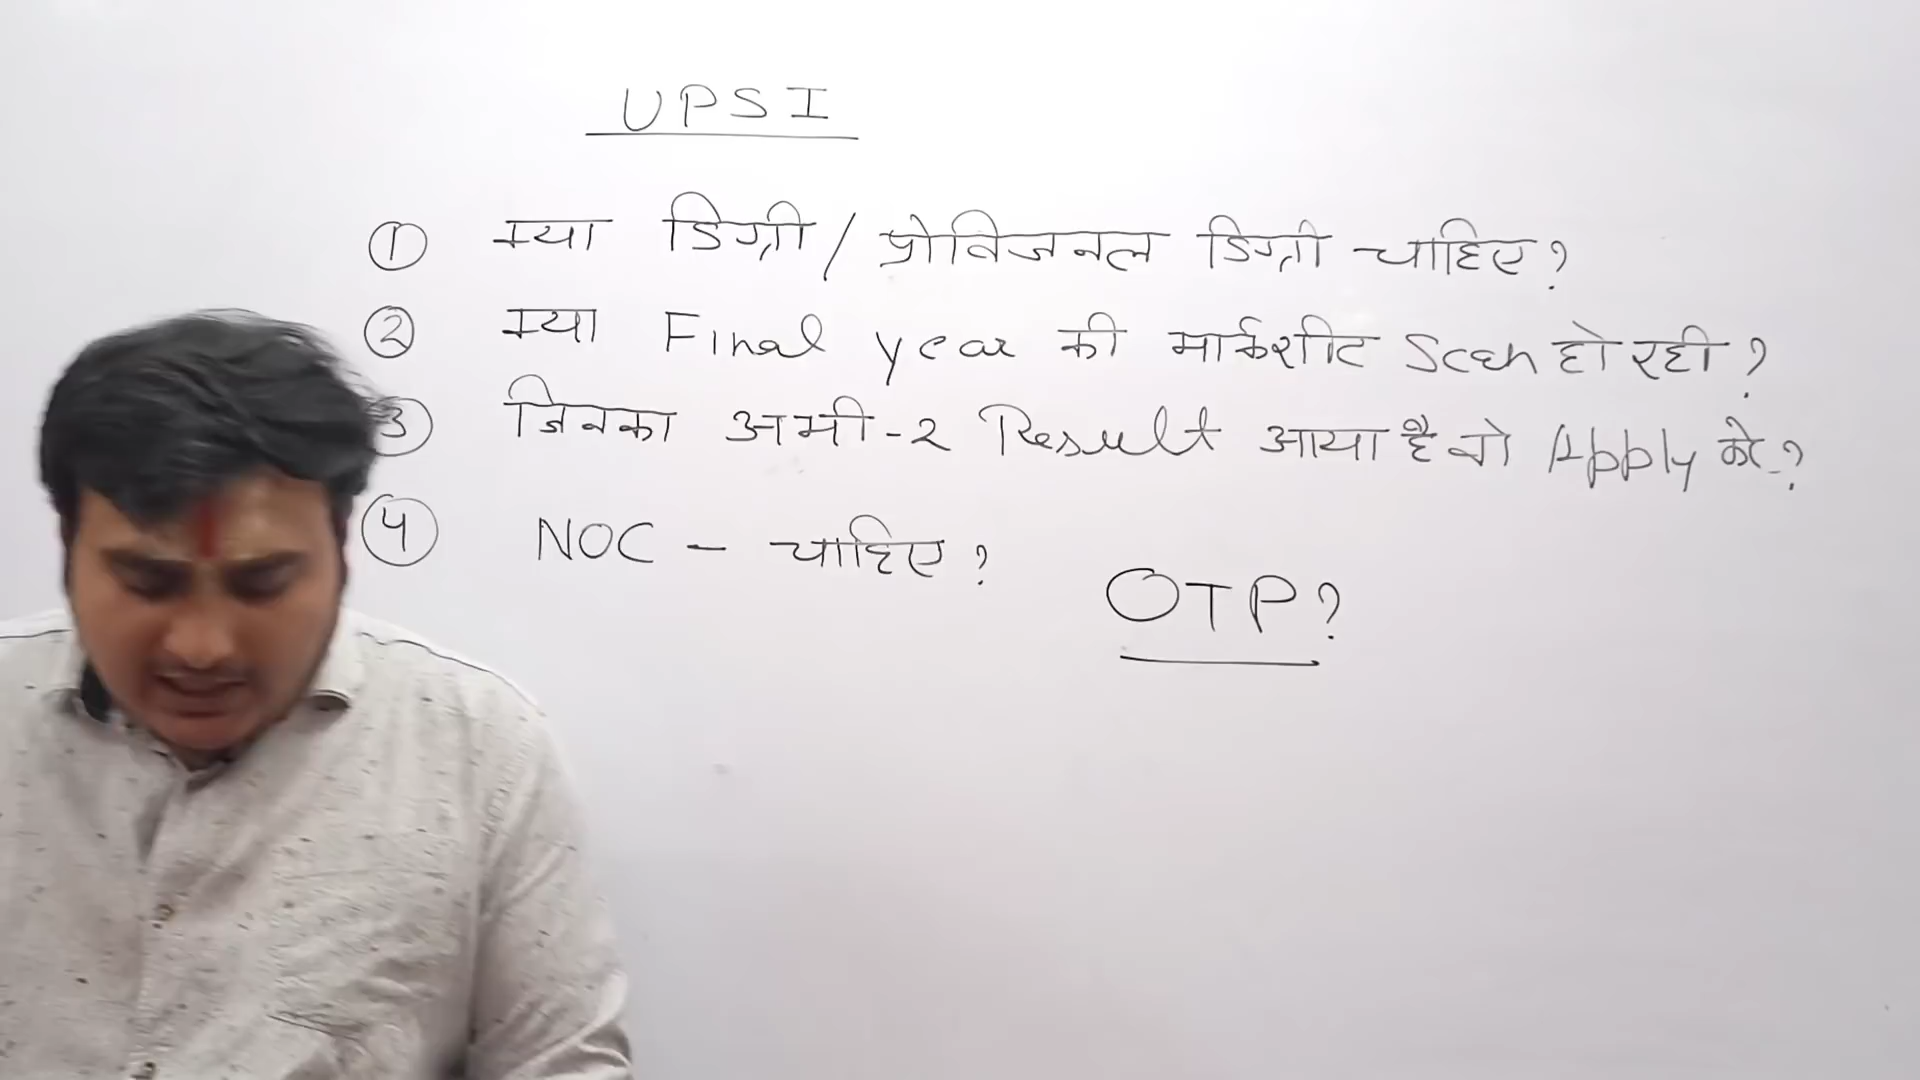 UPSI
① क्या डिग्री / प्रोविजनल डिग्री चाहिए?
② क्या Final year की मार्कशीट Scan हो रही?
③ जिनका अभी-2 Result आया है वो Apply करे?
④ NOC - चाहिए?
OTP?